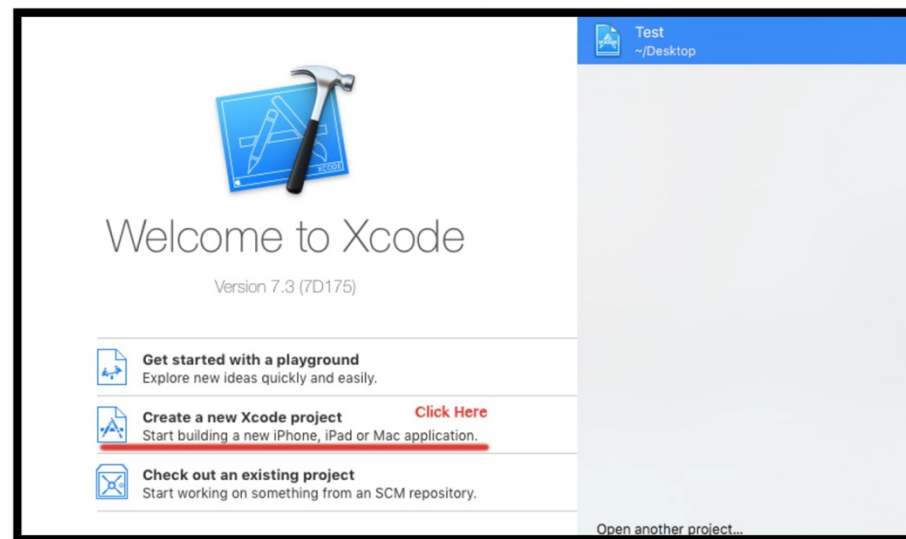 Test
~/Desktop
XCODE
Welcome to Xcode
Version 7.3 (7D175)
Get started with a playground
Explore new ideas quickly and easily.
Create a new Xcode project Click Here
Start building a new iPhone, iPad or Mac application.
Check out an existing project
Start working on something from an SCM repository.
Open another project...